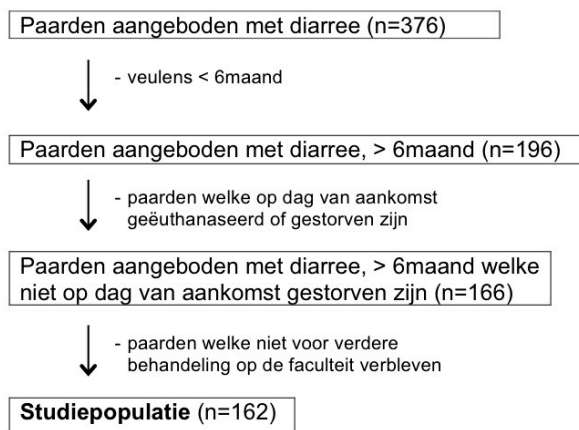 Paarden aangeboden met diarree (n=376)
- veulens < 6maand
Paarden aangeboden met diarree, > 6maand (n=196)
- paarden welke op dag van aankomst
geëuthanaseerd of gestorven zijn
Paarden aangeboden met diarree, > 6maand welke
niet op dag van aankomst gestorven zijn (n=166)
- paarden welke niet voor verdere
behandeling op de faculteit verbleven
Studiepopulatie (n=162)